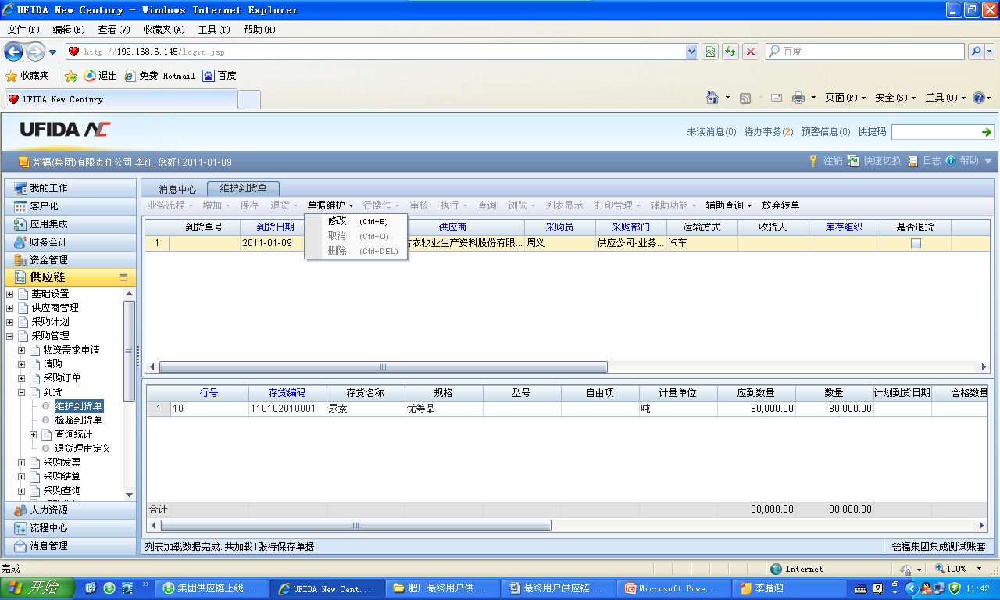 UFIDA New Century - Windows Internet Explorer
文件(F) 编辑(E) 查看(V) 收藏夹(A) 工具(T) 帮助(H)
http://192.168.6.145/login.jsp 百度
收藏夹 退出 免费 Hotmail 百度
UFIDA New Century 页面(P) 安全(S) 工具(O)
UFIDA NC 未读消息(0) 待办事务(2) 预警信息(0) 快捷码
瓮福(集团)有限责任公司 李江, 您好! 2011-01-09 注销 快速切换 日志 帮助
我的工作
客户化
应用集成
财务会计
资金管理
供应链
基础设置
供应商管理
采购计划
采购管理
物资需求申请
请购
采购订单
到货
维护到货单
检验到货单
查询统计
退货理由定义
采购发票
采购结算
采购查询
人力资源
流程中心
消息管理
消息中心 维护到货单
业务流程 增加 保存 退货 单据维护 行操作 审核 执行 查询 浏览 列表显示 打印管理 辅助功能 辅助查询 放弃转单
修改 (Ctrl+E)
取消 (Ctrl+Q)
删除 (Ctrl+DEL)
到货单号 到货日期 供应商 采购员 采购部门 运输方式 收货人 库存组织 是否退货
1 2011-01-09 农牧业生产资料股份有限... 周义 供应公司-业务... 汽车
行号 存货编码 存货名称 规格 型号 自由项 计量单位 应到数量 数量 计划到货日期 合格数量
1 10 110102010001 尿素 优等品 吨 80,000.00 80,000.00
合计 80,000.00 80,000.00
列表加载数据完成: 共加载1张待保存单据 瓮福集团集成测试账套
完成 Internet 100%
开始 集团供应链上线... UFIDA New Cent... 肥厂最终用户供... 最终用户供应链... Microsoft Powe... 李腊迎 11:42